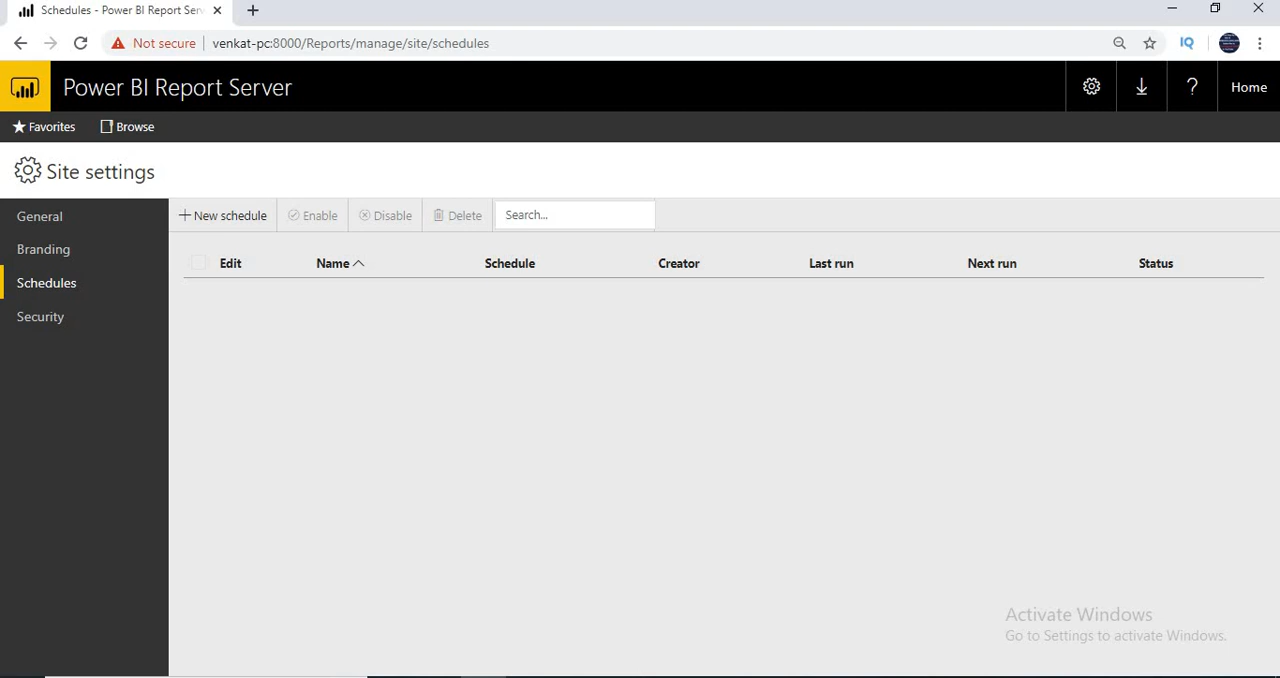 Schedules - Power BI Report Serv
Not secure venkat-pc:8000/Reports/manage/site/schedules IQ
Power BI Report Server ? Home
Favorites Browse
Site settings
General
Branding
Schedules
Security
New schedule Enable Disable Delete Search...
Edit Name Schedule Creator Last run Next run Status
Activate Windows
Go to Settings to activate Windows.